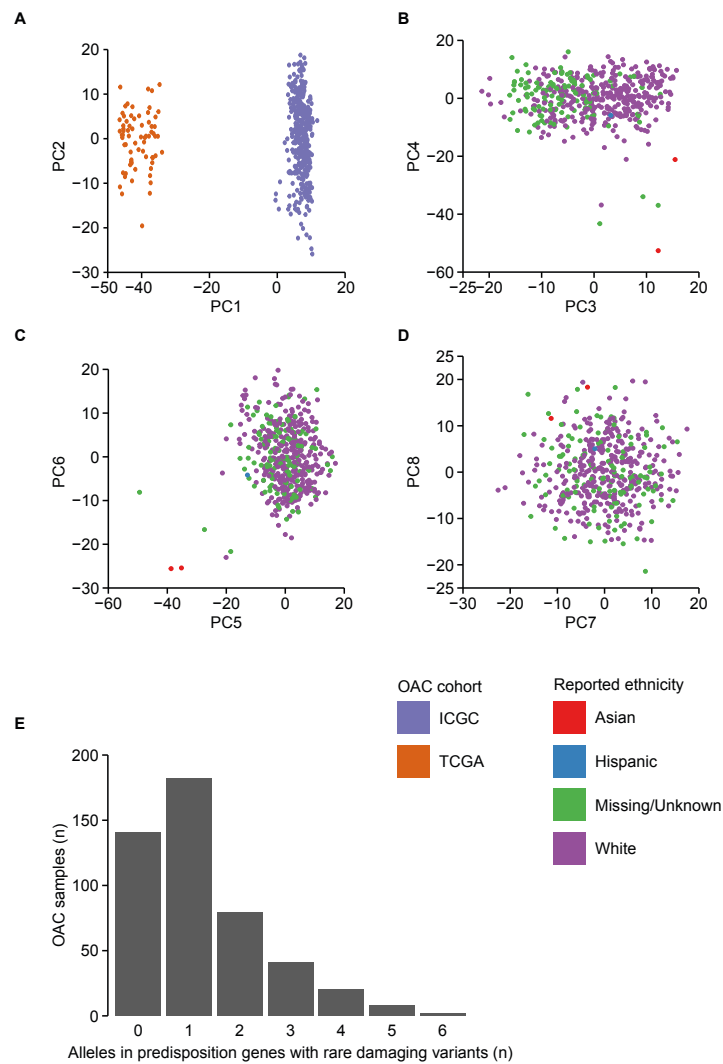 A
20
10
0
−10
−20
−30
−50 −40
−20
0
20
PC2
PC1
B
20
0
−20
−40
−60
−25−20
−10
0
10
20
PC4
PC3
C
20
10
0
−10
−20
−30
−60
−40
−20
0
20
PC6
PC5
D
25
20
10
0
−10
−20
25
−30
−20
−10
0
10
20
PC8
PC7
OAC cohort
ICGC
TCGA
Reported ethnicity
Asian
Hispanic
Missing/Unknown
White
E
200
150
100
50
0
OAC samples (n)
0 1 2 3 4 5 6
Alleles in predisposition genes with rare damaging variants (n)